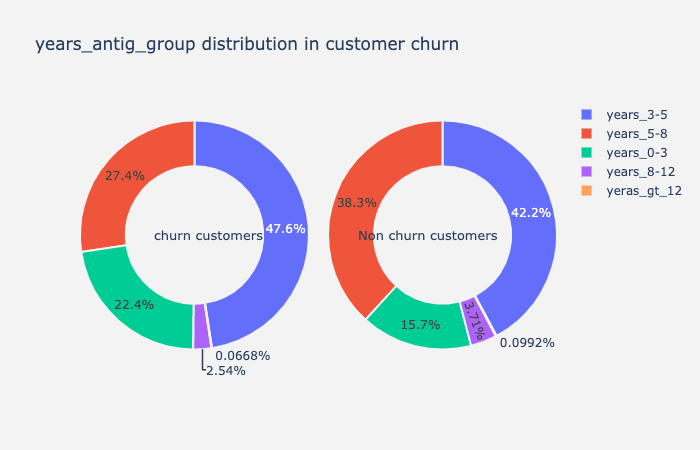 years_antig_group distribution in customer churn
years_3-5
years_5-8
years_0-3
years_8-12
yeras_gt_12
27.4%
47.6%
churn customers
22.4%
0.0668%
2.54%
38.3%
42.2%
Non churn customers
15.7%
3.71%
0.0992%